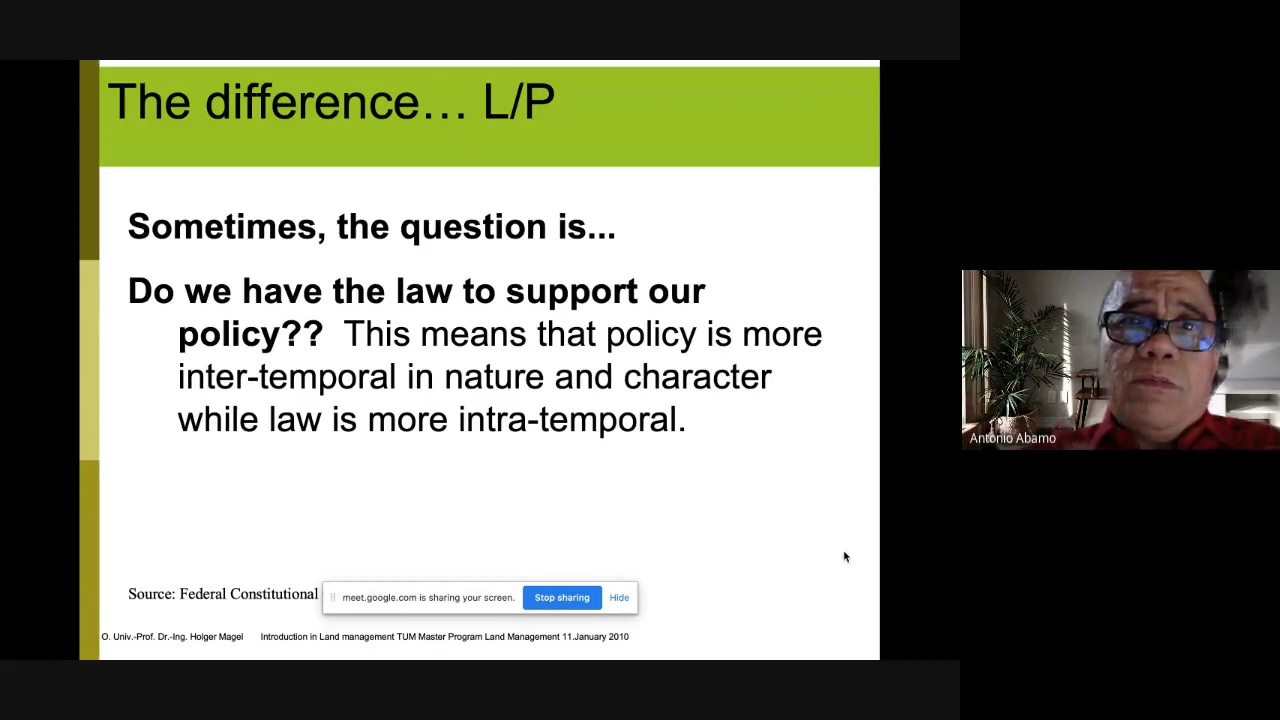 The difference… L/P
Sometimes, the question is...
Do we have the law to support our
policy?? This means that policy is more
inter-temporal in nature and character
while law is more intra-temporal.
Source: Federal Constitutional
meet.google.com is sharing your screen.
Stop sharing
Hide
O. Univ.-Prof. Dr.-Ing. Holger Magel
Introduction in Land management TUM Master Program Land Management 11.January 2010
Antonio Abamo